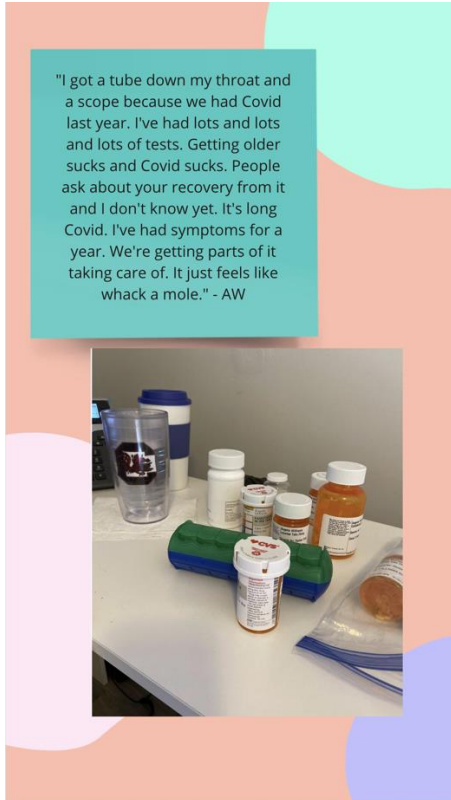 "I got a tube down my throat and
a scope because we had Covid
last year. I've had lots and lots
and lots of tests. Getting older
sucks and Covid sucks. People
ask about your recovery from it
and I don't know yet. It's long
Covid. I've had symptoms for a
year. We're getting parts of it
taking care of. It just feels like
whack a mole." - AW
CVS